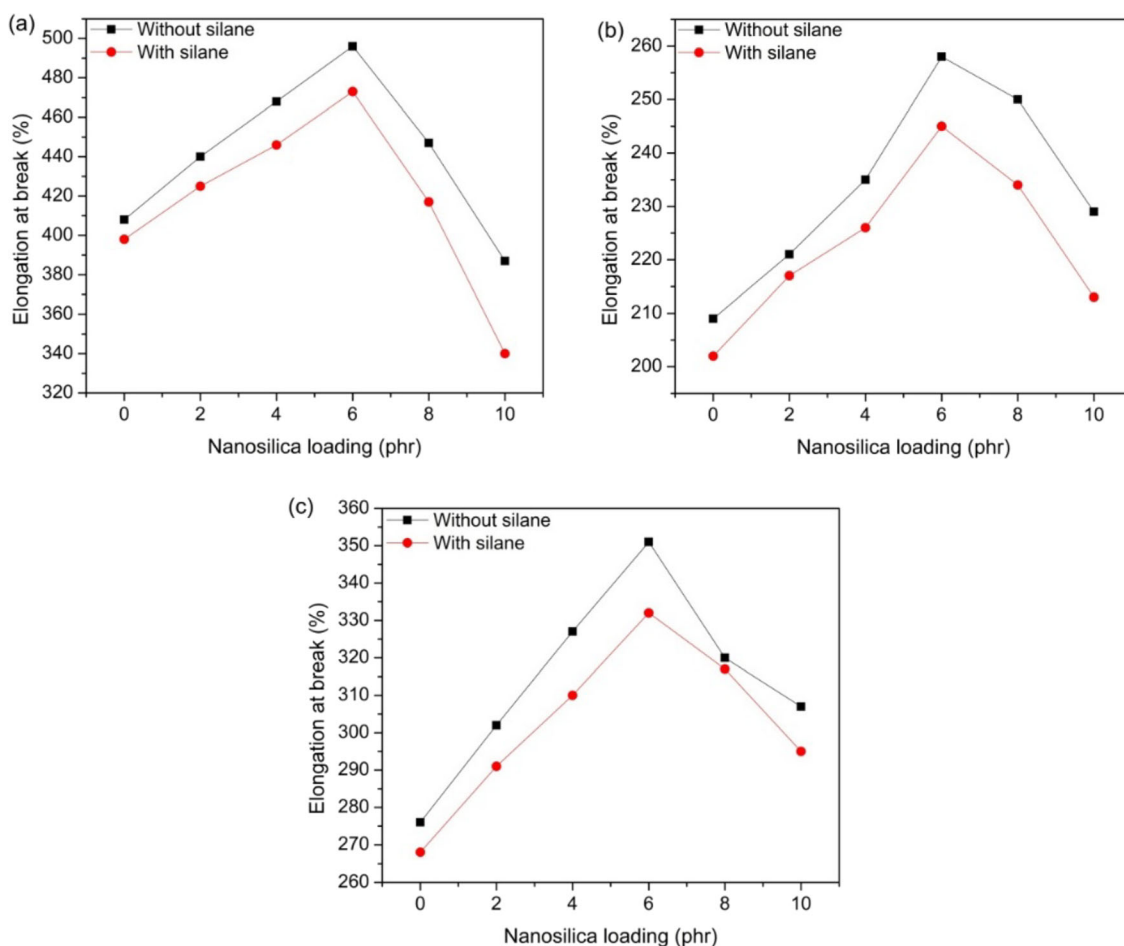 (a)
Without silane
With silane
500
480
460
440
420
400
380
360
340
320
0 2 4 6 8 10
Elongation at break (%)
Nanosilica loading (phr)
(b)
Without silane
With silane
260
250
240
230
220
210
200
0 2 4 6 8 10
Elongation at break (%)
Nanosilica loading (phr)
(c)
Without silane
With silane
360
350
340
330
320
310
300
290
280
270
260
0 2 4 6 8 10
Elongation at break (%)
Nanosilica loading (phr)